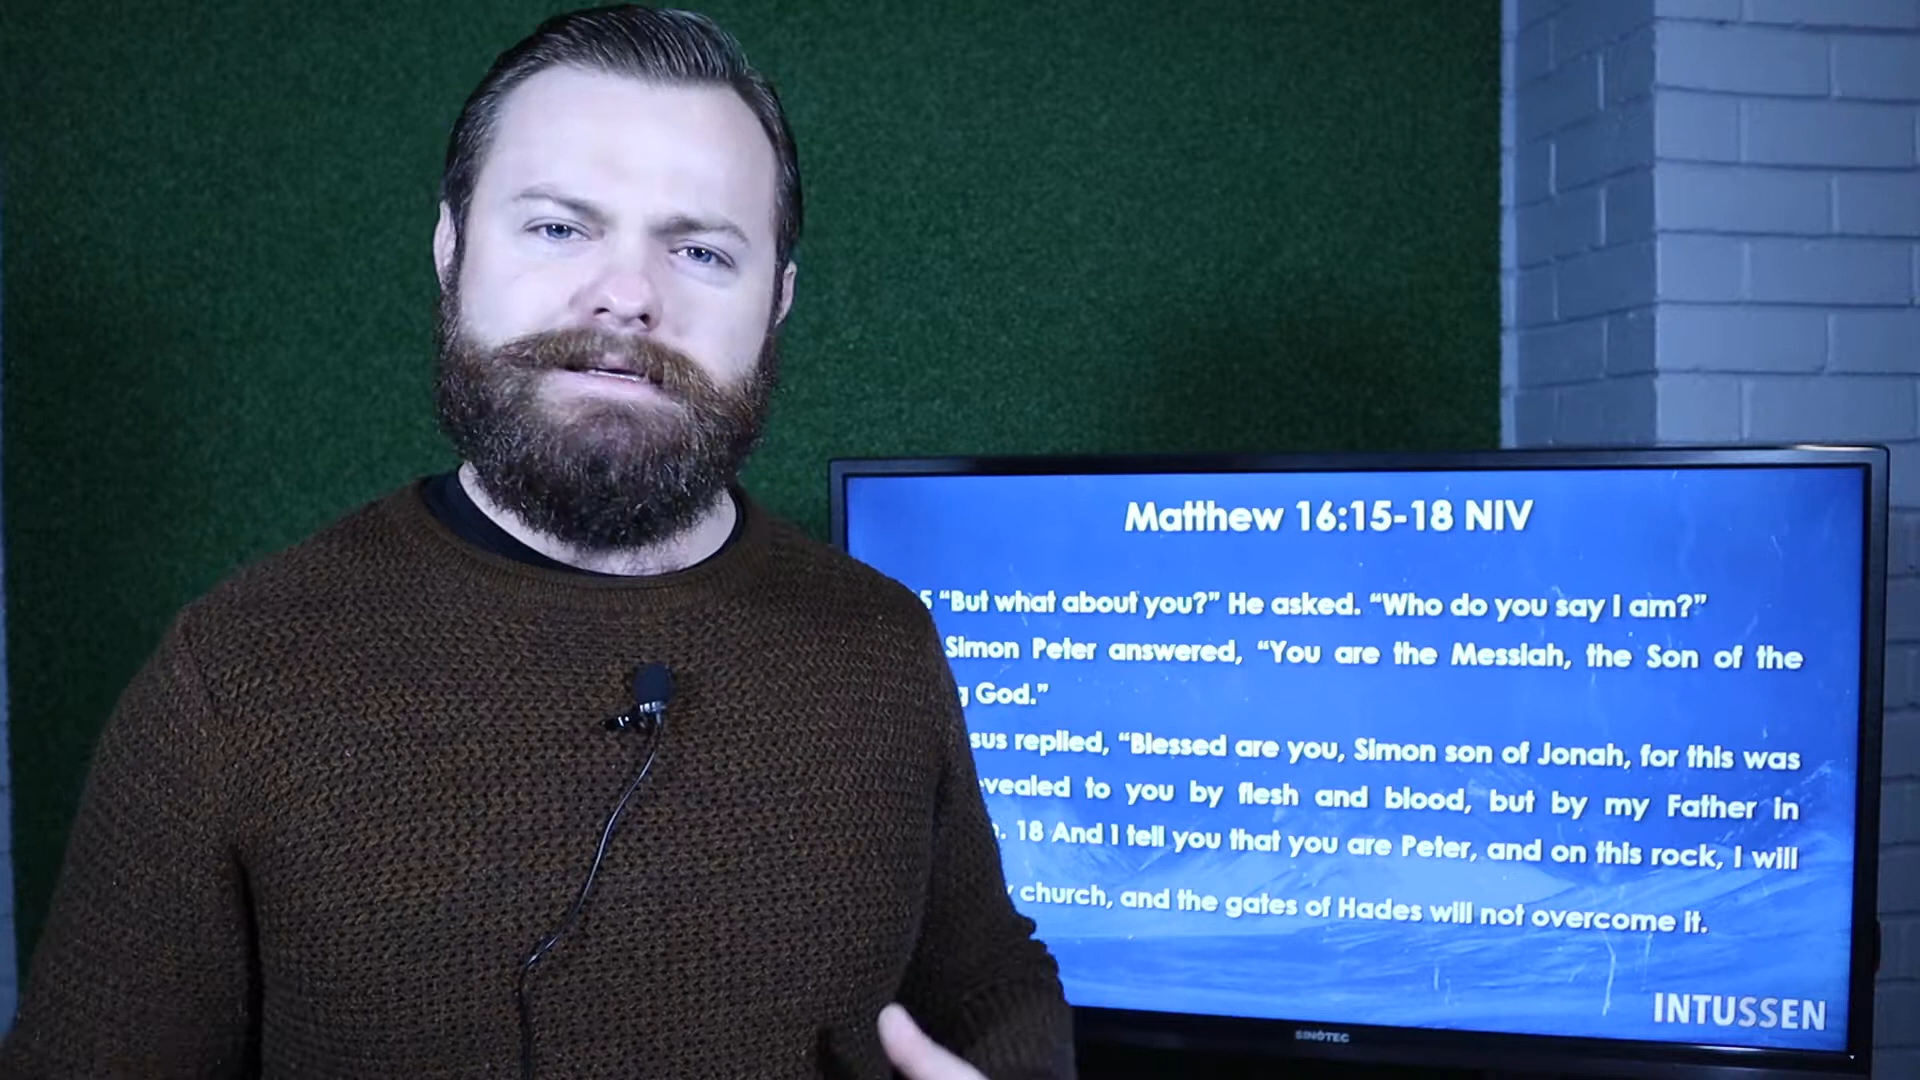 Matthew 16:15-18 NIV
5 “But what about you?” He asked. “Who do you say I am?”
Simon Peter answered, “You are the Messiah, the Son of the
God.”
replied, “Blessed are you, Simon son of Jonah, for this was
to you by flesh and blood, but by my Father in
18 And I tell you that you are Peter, and on this rock, I will
church, and the gates of Hades will not overcome it.
INTUSSEN
SINOTEC